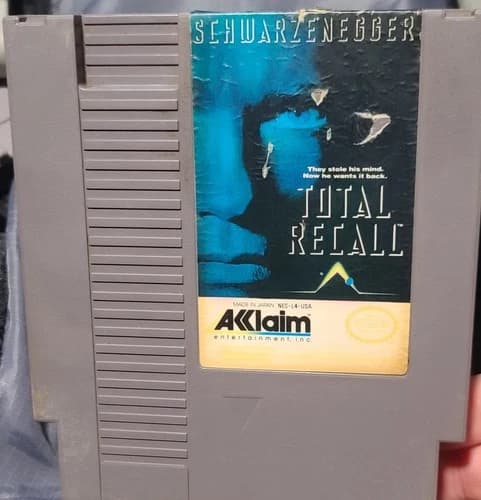 SCHWARZENEGGER
They stole his mind.
Now he wants it back.
TOTAL
RECALL
MADE IN JAPAN NES-L4-USA
AKKlaim
entertainment, inc.